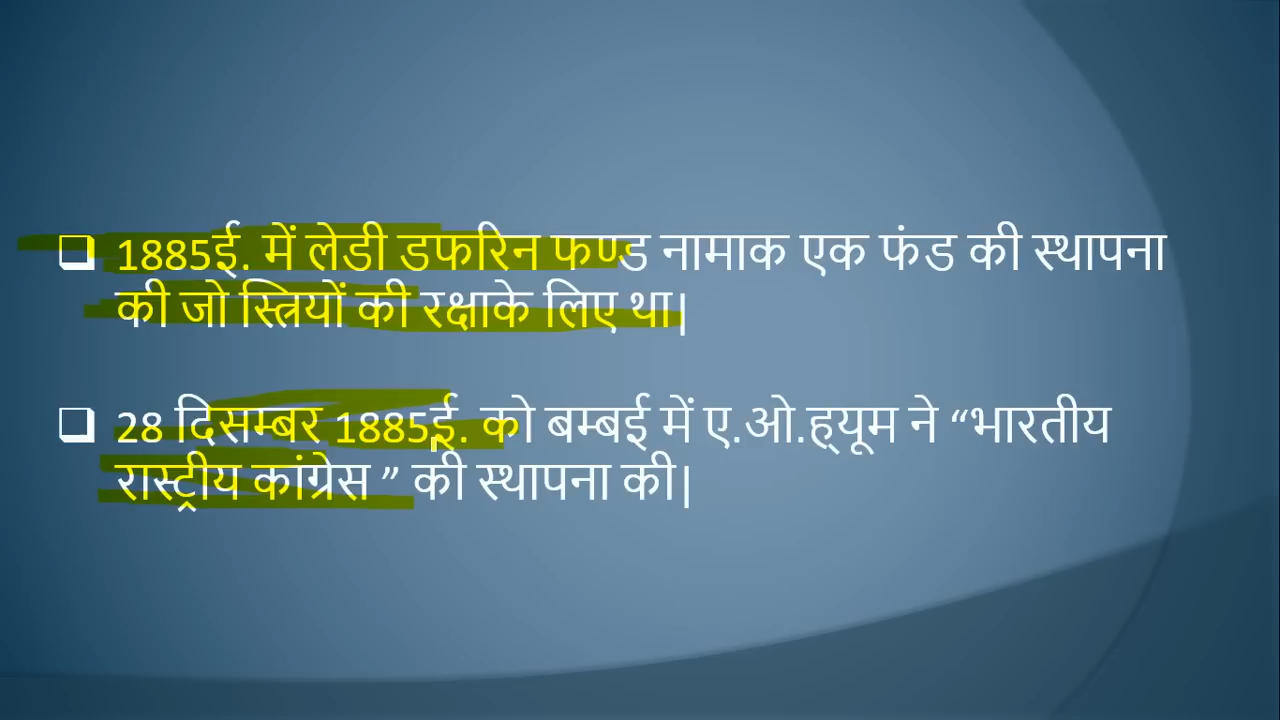 1885ई. में लेडी डफरिन फण्ड नामाक एक फंड की स्थापना
की जो स्त्रियों की रक्षाके लिए था|
28 दिसम्बर 1885ई. को बम्बई में ए.ओ.ह्यूम ने “भारतीय
रास्ट्रीय कांग्रेस ” की स्थापना की|